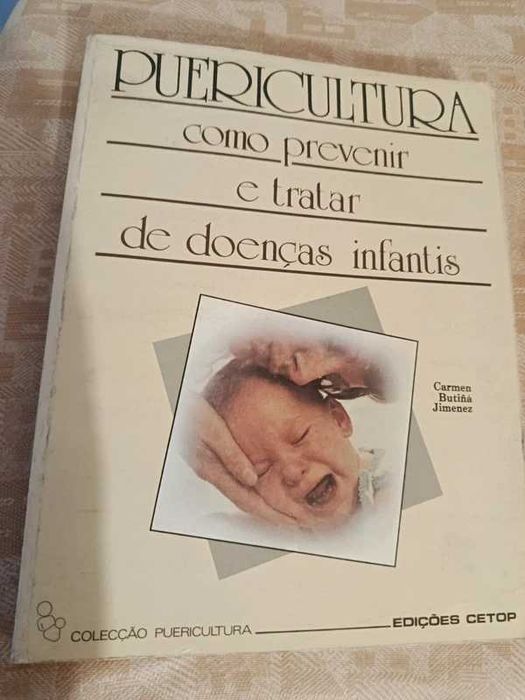 PUERICULTURA
como prevenir
e tratar
de doenças infantis
Carmen
Butiñá
Jimenez
COLECÇÃO PUERICULTURA
EDIÇÕES CETOP